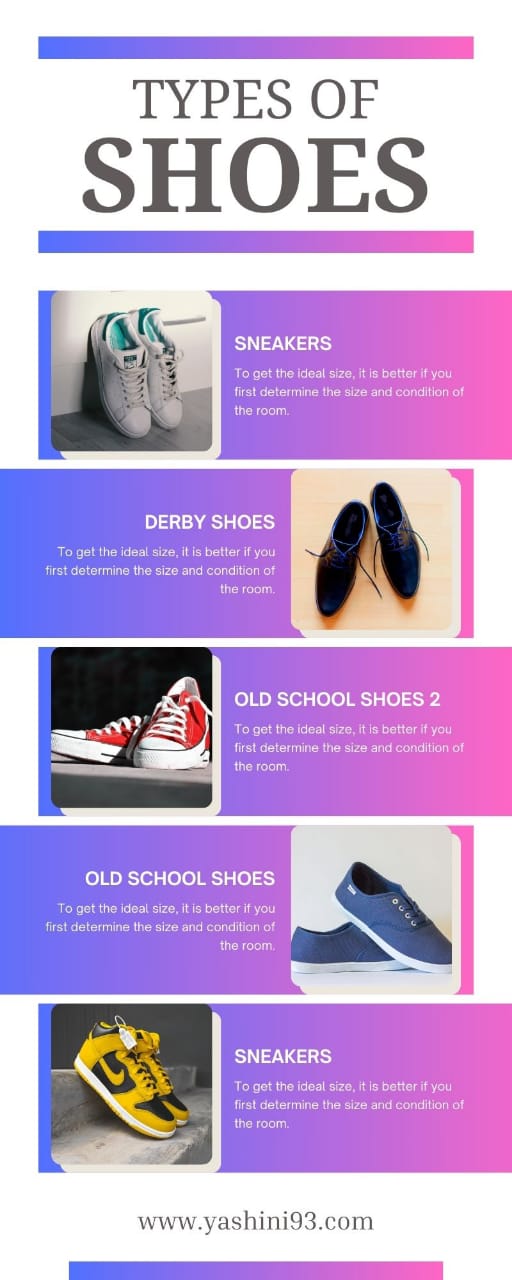 TYPES OF
SHOES
SNEAKERS
To get the ideal size, it is better if you
first determine the size and condition of
the room.
DERBY SHOES
To get the ideal size, it is better if you
first determine the size and condition of
the room.
OLD SCHOOL SHOES 2
To get the ideal size, it is better if you
first determine the size and condition of
the room.
OLD SCHOOL SHOES
To get the ideal size, it is better if you
first determine the size and condition of
the room.
SNEAKERS
To get the ideal size, it is better if you
first determine the size and condition of
the room.
www.yashini93.com